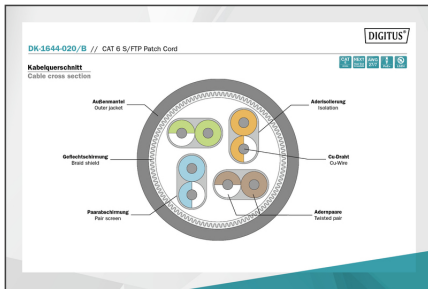 DIGITUS
DK-1644-020/B // CAT 6 S/FTP Patch Cord
Kabelquerschnitt
Cable cross section
Außenmantel
Outer jacket
Aderisolierung
Isolation
Geflechtschirmung
Braid shield
Cu-Draht
Cu-Wire
Paarabschirmung
Pair screen
Adernpaare
Twisted pair